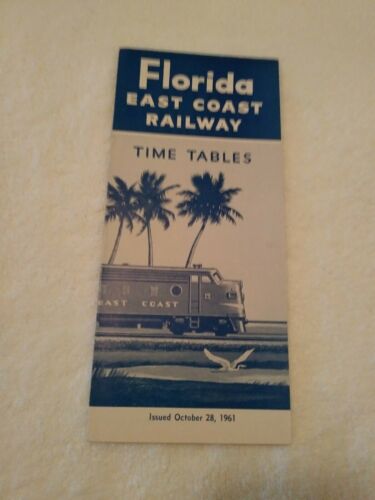 Florida
EAST COAST
RAILWAY
TIME TABLES
EAST COAST
Issued October 28, 1961